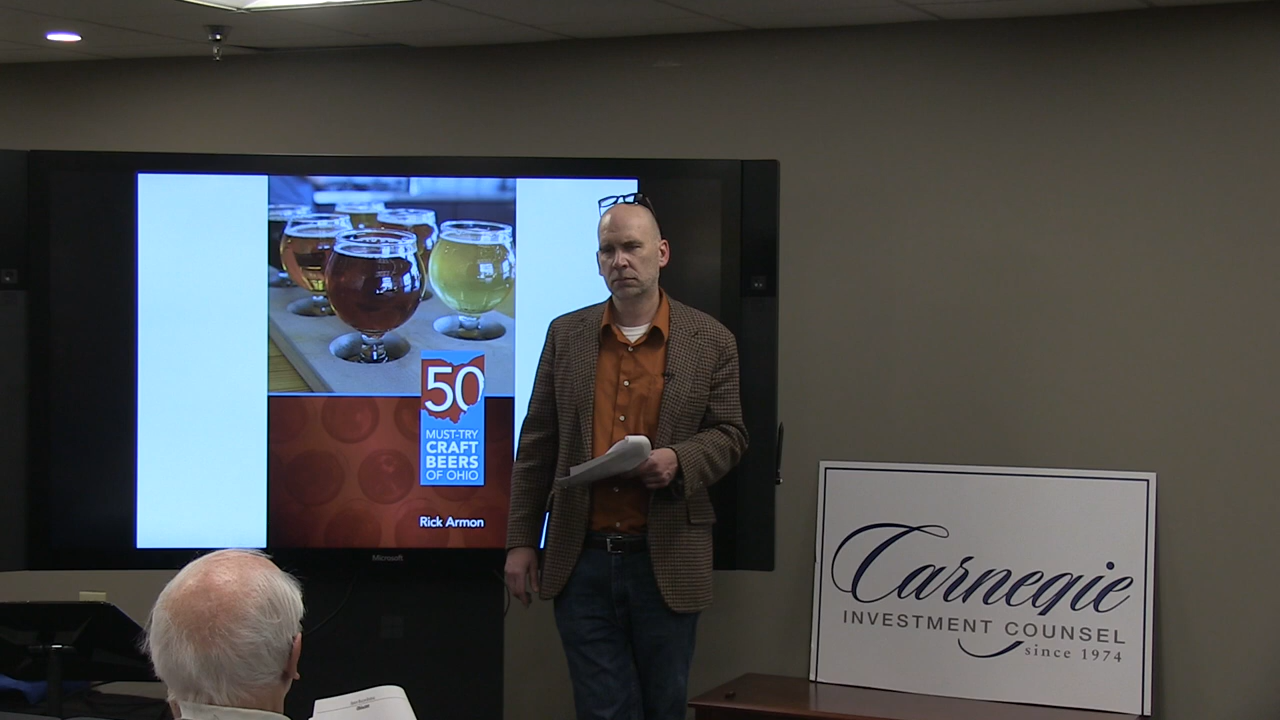 50
MUST-TRY
CRAFT
BEERS
OF OHIO
Rick Armon
Microsoft
Carnegie
INVESTMENT COUNSEL
since 1974